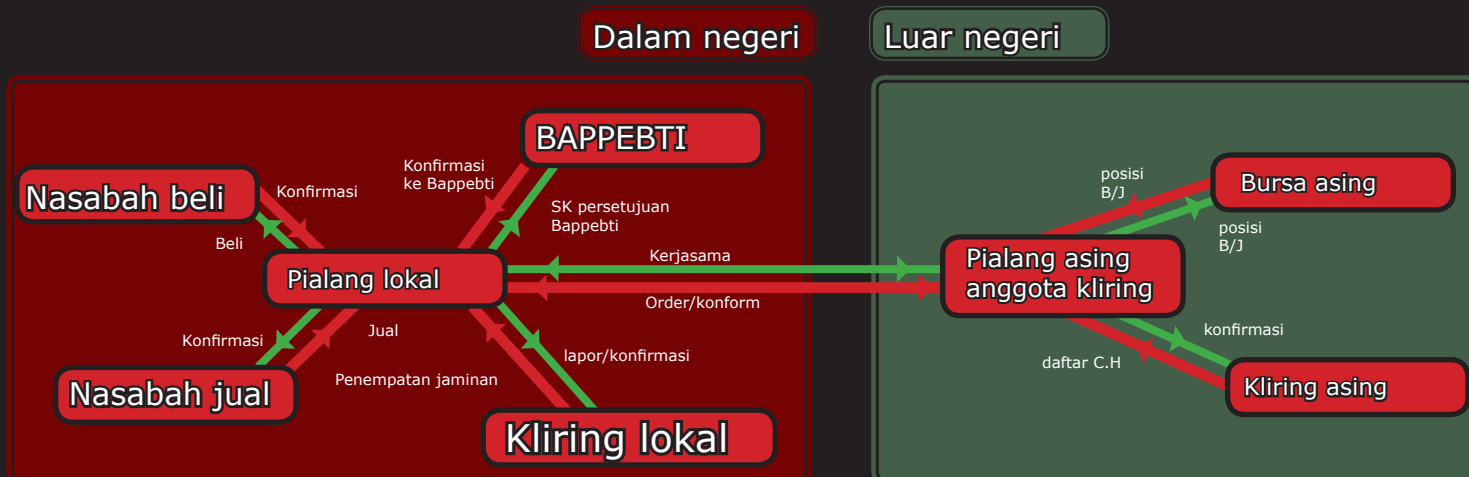 Dalam negeri
Luar negeri
BAPPEBTI
Konfirmasi
ke Bappebti
Nasabah beli
Konfirmasi
SK persetujuan
Bappebti
Beli
Pialang lokal
Kerjasama
Order/konform
Konfirmasi
Jual
lapor/konfirmasi
Penempatan jaminan
Nasabah jual
Kliring lokal
posisi
B/J
Bursa asing
posisi
B/J
Pialang asing
anggota kliring
konfirmasi
daftar C.H
Kliring asing